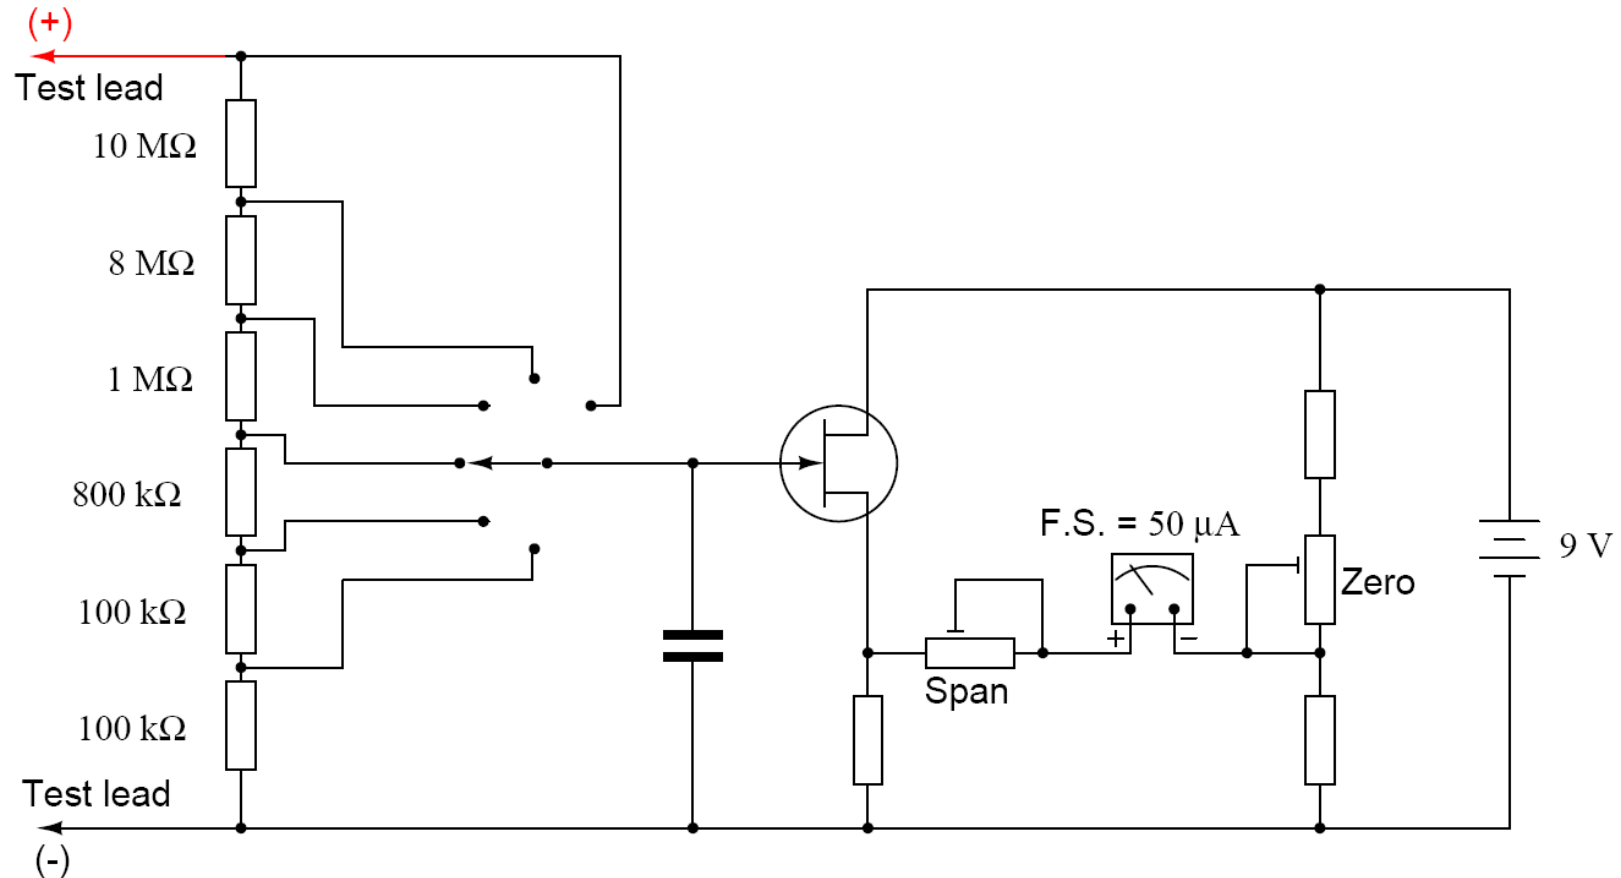 (+)
Test lead
10 MΩ
8 MΩ
1 MΩ
800 kΩ
100 kΩ
100 kΩ
Test lead
(-)
F.S. = 50 µA
+
−
Span
Zero
9 V